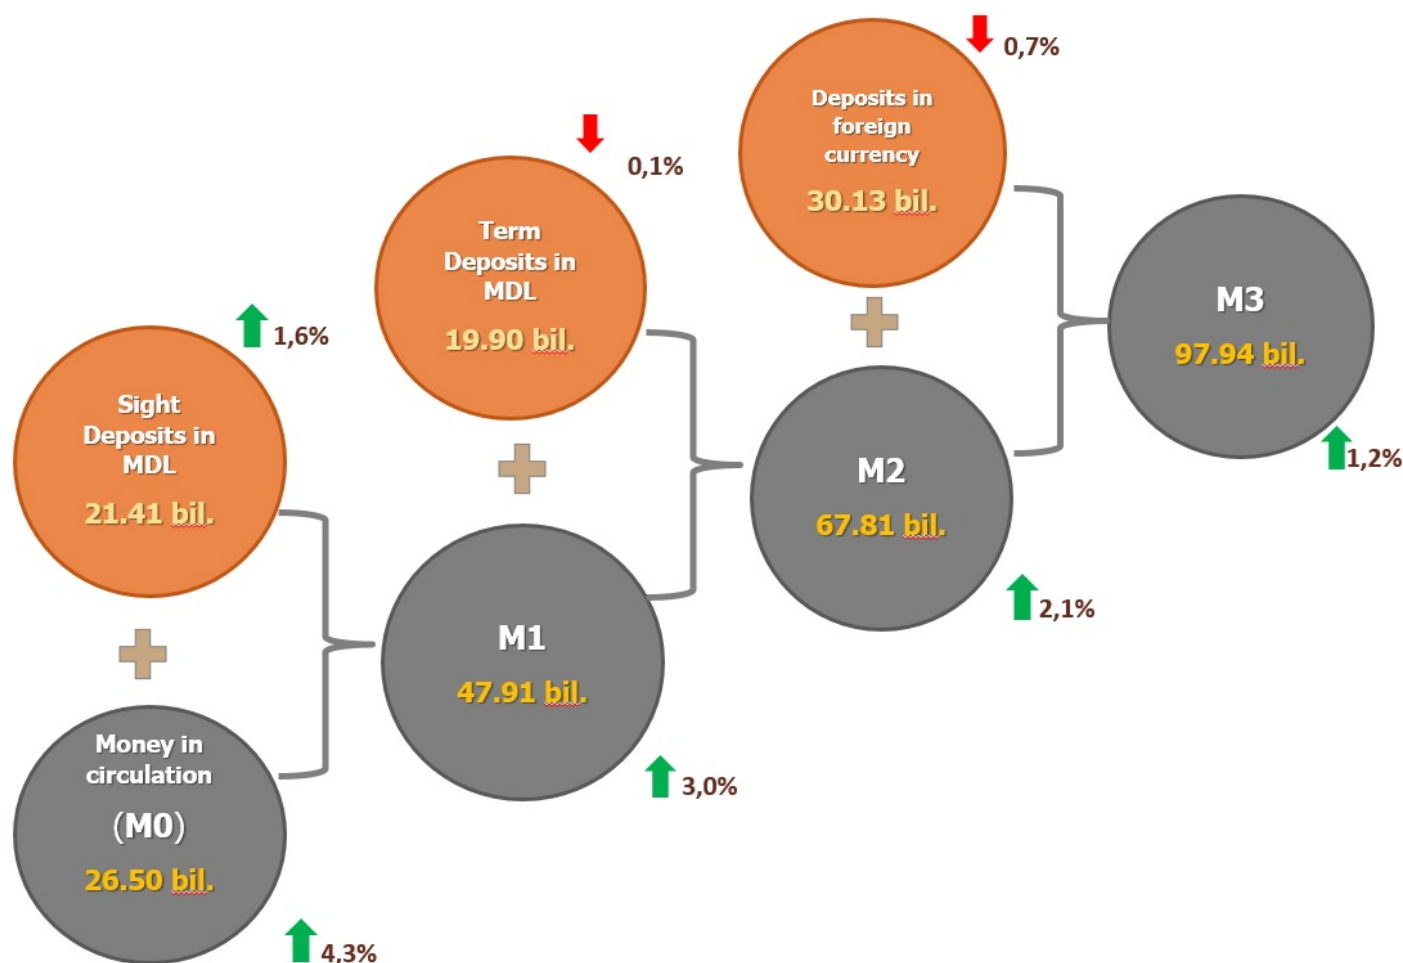 Sight
Deposits in
MDL
21.41 bil.
1,6%
Money in
circulation
(M0)
26.50 bil.
4,3%
Term
Deposits in
MDL
19.90 bil.
0,1%
M1
47.91 bil.
3,0%
Deposits in
foreign
currency
30.13 bil.
0,7%
M2
67.81 bil.
2,1%
M3
97.94 bil.
1,2%